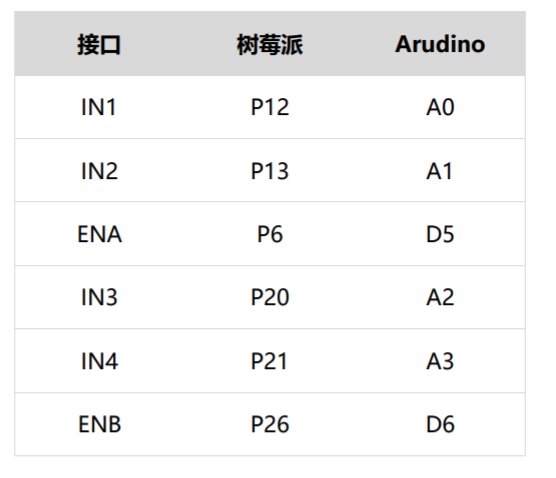 接口 树莓派 Arudino
IN1 P12 A0
IN2 P13 A1
ENA P6 D5
IN3 P20 A2
IN4 P21 A3
ENB P26 D6